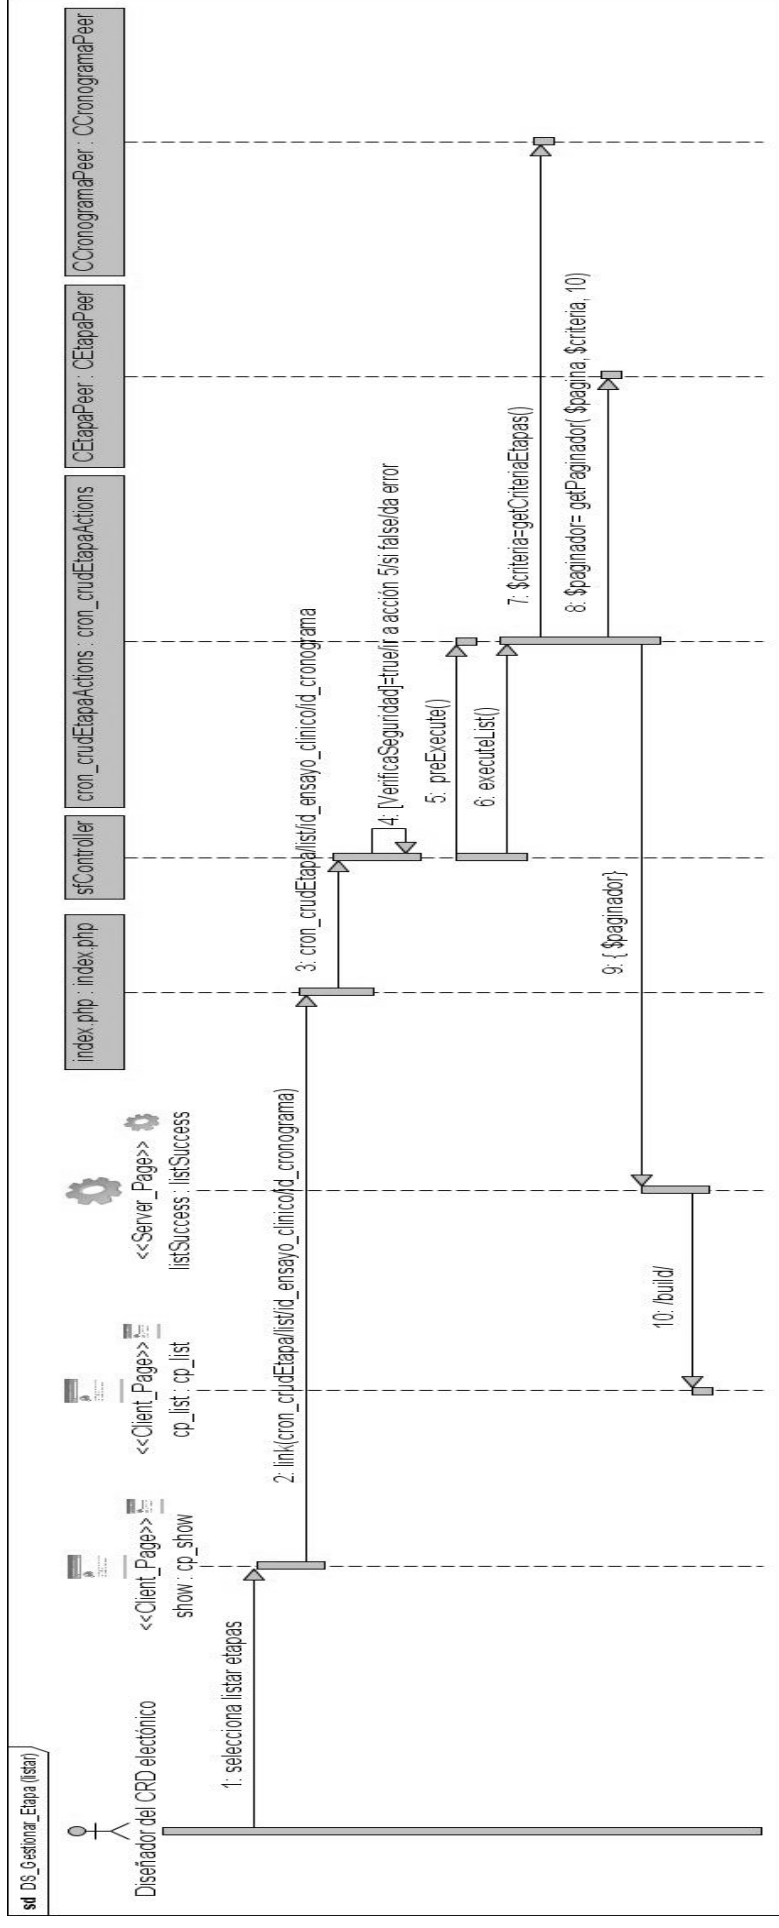 sd DS_Gestionar_Etapa (listar)
Diseñador del CRD electónico
<<Client_Page>>
show : cp_show
<<Client_Page>>
cp_list : cp_list
<<Server_Page>>
listSuccess : listSuccess
index.php : index.php
sfController
cron_crudEtapaActions : cron_crudEtapaActions
CEtapaPeer : CEtapaPeer
CCronogramaPeer : CCronogramaPeer
1: selecciona listar etapas
2: link(cron_crudEtapa/list/id_ensayo_clinico/id_cronograma)
3: cron_crudEtapa/list/id_ensayo_clinico/id_cronograma
4: [VerificaSeguridad]=true/ir a acción 5/si false/da error
5: preExecute()
6: executeList()
7: $criteria=getCriteriaEtapas()
8: $paginador= getPaginador( $pagina, $criteria, 10)
9: { $paginador}
10: /build/